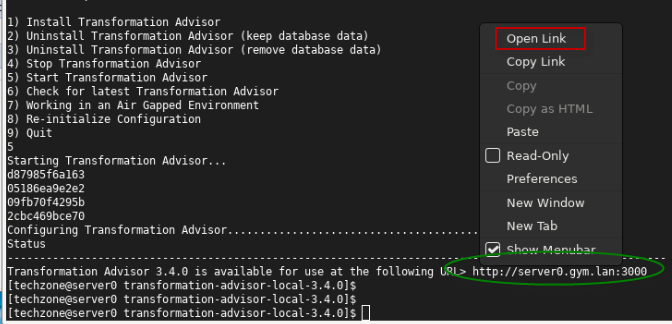 1) Install Transformation Advisor
2) Uninstall Transformation Advisor (keep database data)
3) Uninstall Transformation Advisor (remove database data)
4) Stop Transformation Advisor
5) Start Transformation Advisor
6) Check for latest Transformation Advisor
7) Working in an Air Gapped Environment
8) Re-initialize Configuration
9) Quit
5
Starting Transformation Advisor...
d87985f6a163
05186ea9e2e2
09fb70f4295b
2cbc469bce70
Configuring Transformation Advisor.......................................
Status
--------------------------------------------------------------------------------
Transformation Advisor 3.4.0 is available for use at the following URL> http://server0.gym.lan:3000
[techzone@server0 transformation-advisor-local-3.4.0]$
[techzone@server0 transformation-advisor-local-3.4.0]$
[techzone@server0 transformation-advisor-local-3.4.0]$
Open Link
Copy Link
Copy
Copy as HTML
Paste
Read-Only
Preferences
New Window
New Tab
Show Menubar